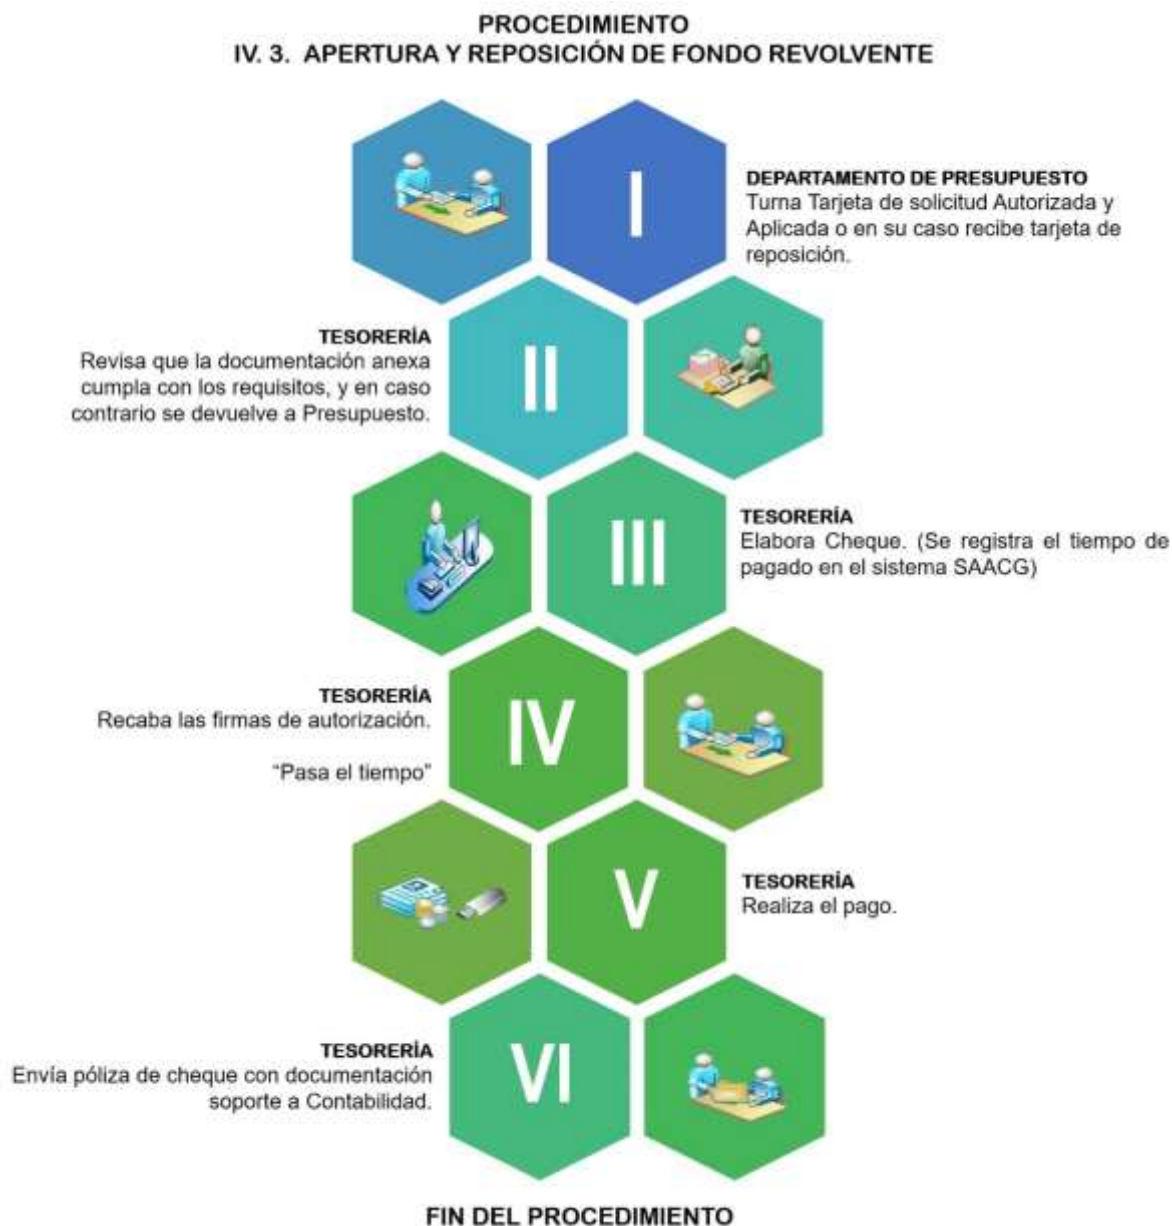 PROCEDIMIENTO
IV. 3. APERTURA Y REPOSICIÓN DE FONDO REVOLVENTE
I
DEPARTAMENTO DE PRESUPUESTO
Turna Tarjeta de solicitud Autorizada y
Aplicada o en su caso recibe tarjeta de
reposición.
TESORERÍA
Revisa que la documentación anexa
cumpla con los requisitos, y en caso
contrario se devuelve a Presupuesto.
II
III
TESORERÍA
Elabora Cheque. (Se registra el tiempo de
pagado en el sistema SAACG)
TESORERÍA
Recaba las firmas de autorización.
“Pasa el tiempo”
IV
V
TESORERÍA
Realiza el pago.
TESORERÍA
Envía póliza de cheque con documentación
soporte a Contabilidad.
VI
FIN DEL PROCEDIMIENTO